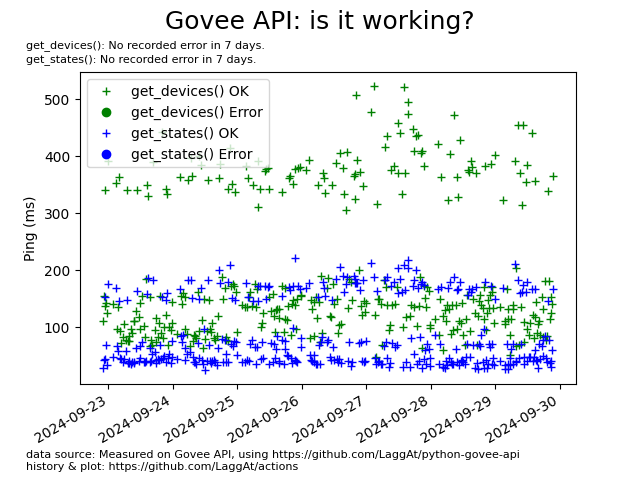 Govee API: is it working?
get_devices(): No recorded error in 7 days.
get_states(): No recorded error in 7 days.
get_devices() OK
get_devices() Error
get_states() OK
get_states() Error
Ping (ms)
500
400
300
200
100
2024-09-23
2024-09-24
2024-09-25
2024-09-26
2024-09-27
2024-09-28
2024-09-29
2024-09-30
data source: Measured on Govee API, using https://github.com/LaggAt/python-govee-api
history & plot: https://github.com/LaggAt/actions